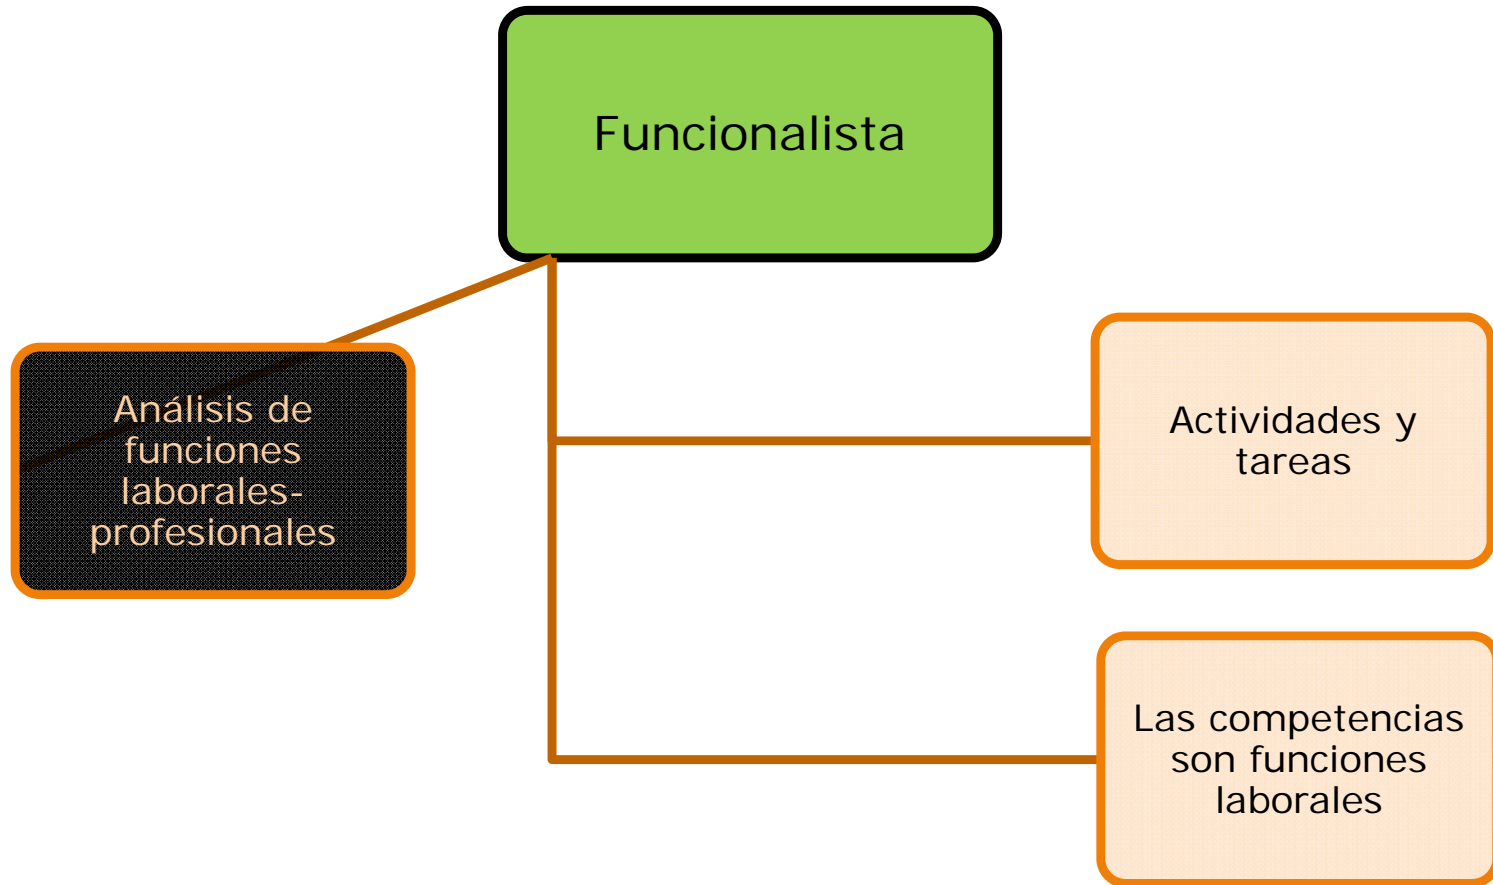 Funcionalista
Análisis de
funciones
laborales-
profesionales
Actividades y
tareas
Las competencias
son funciones
laborales